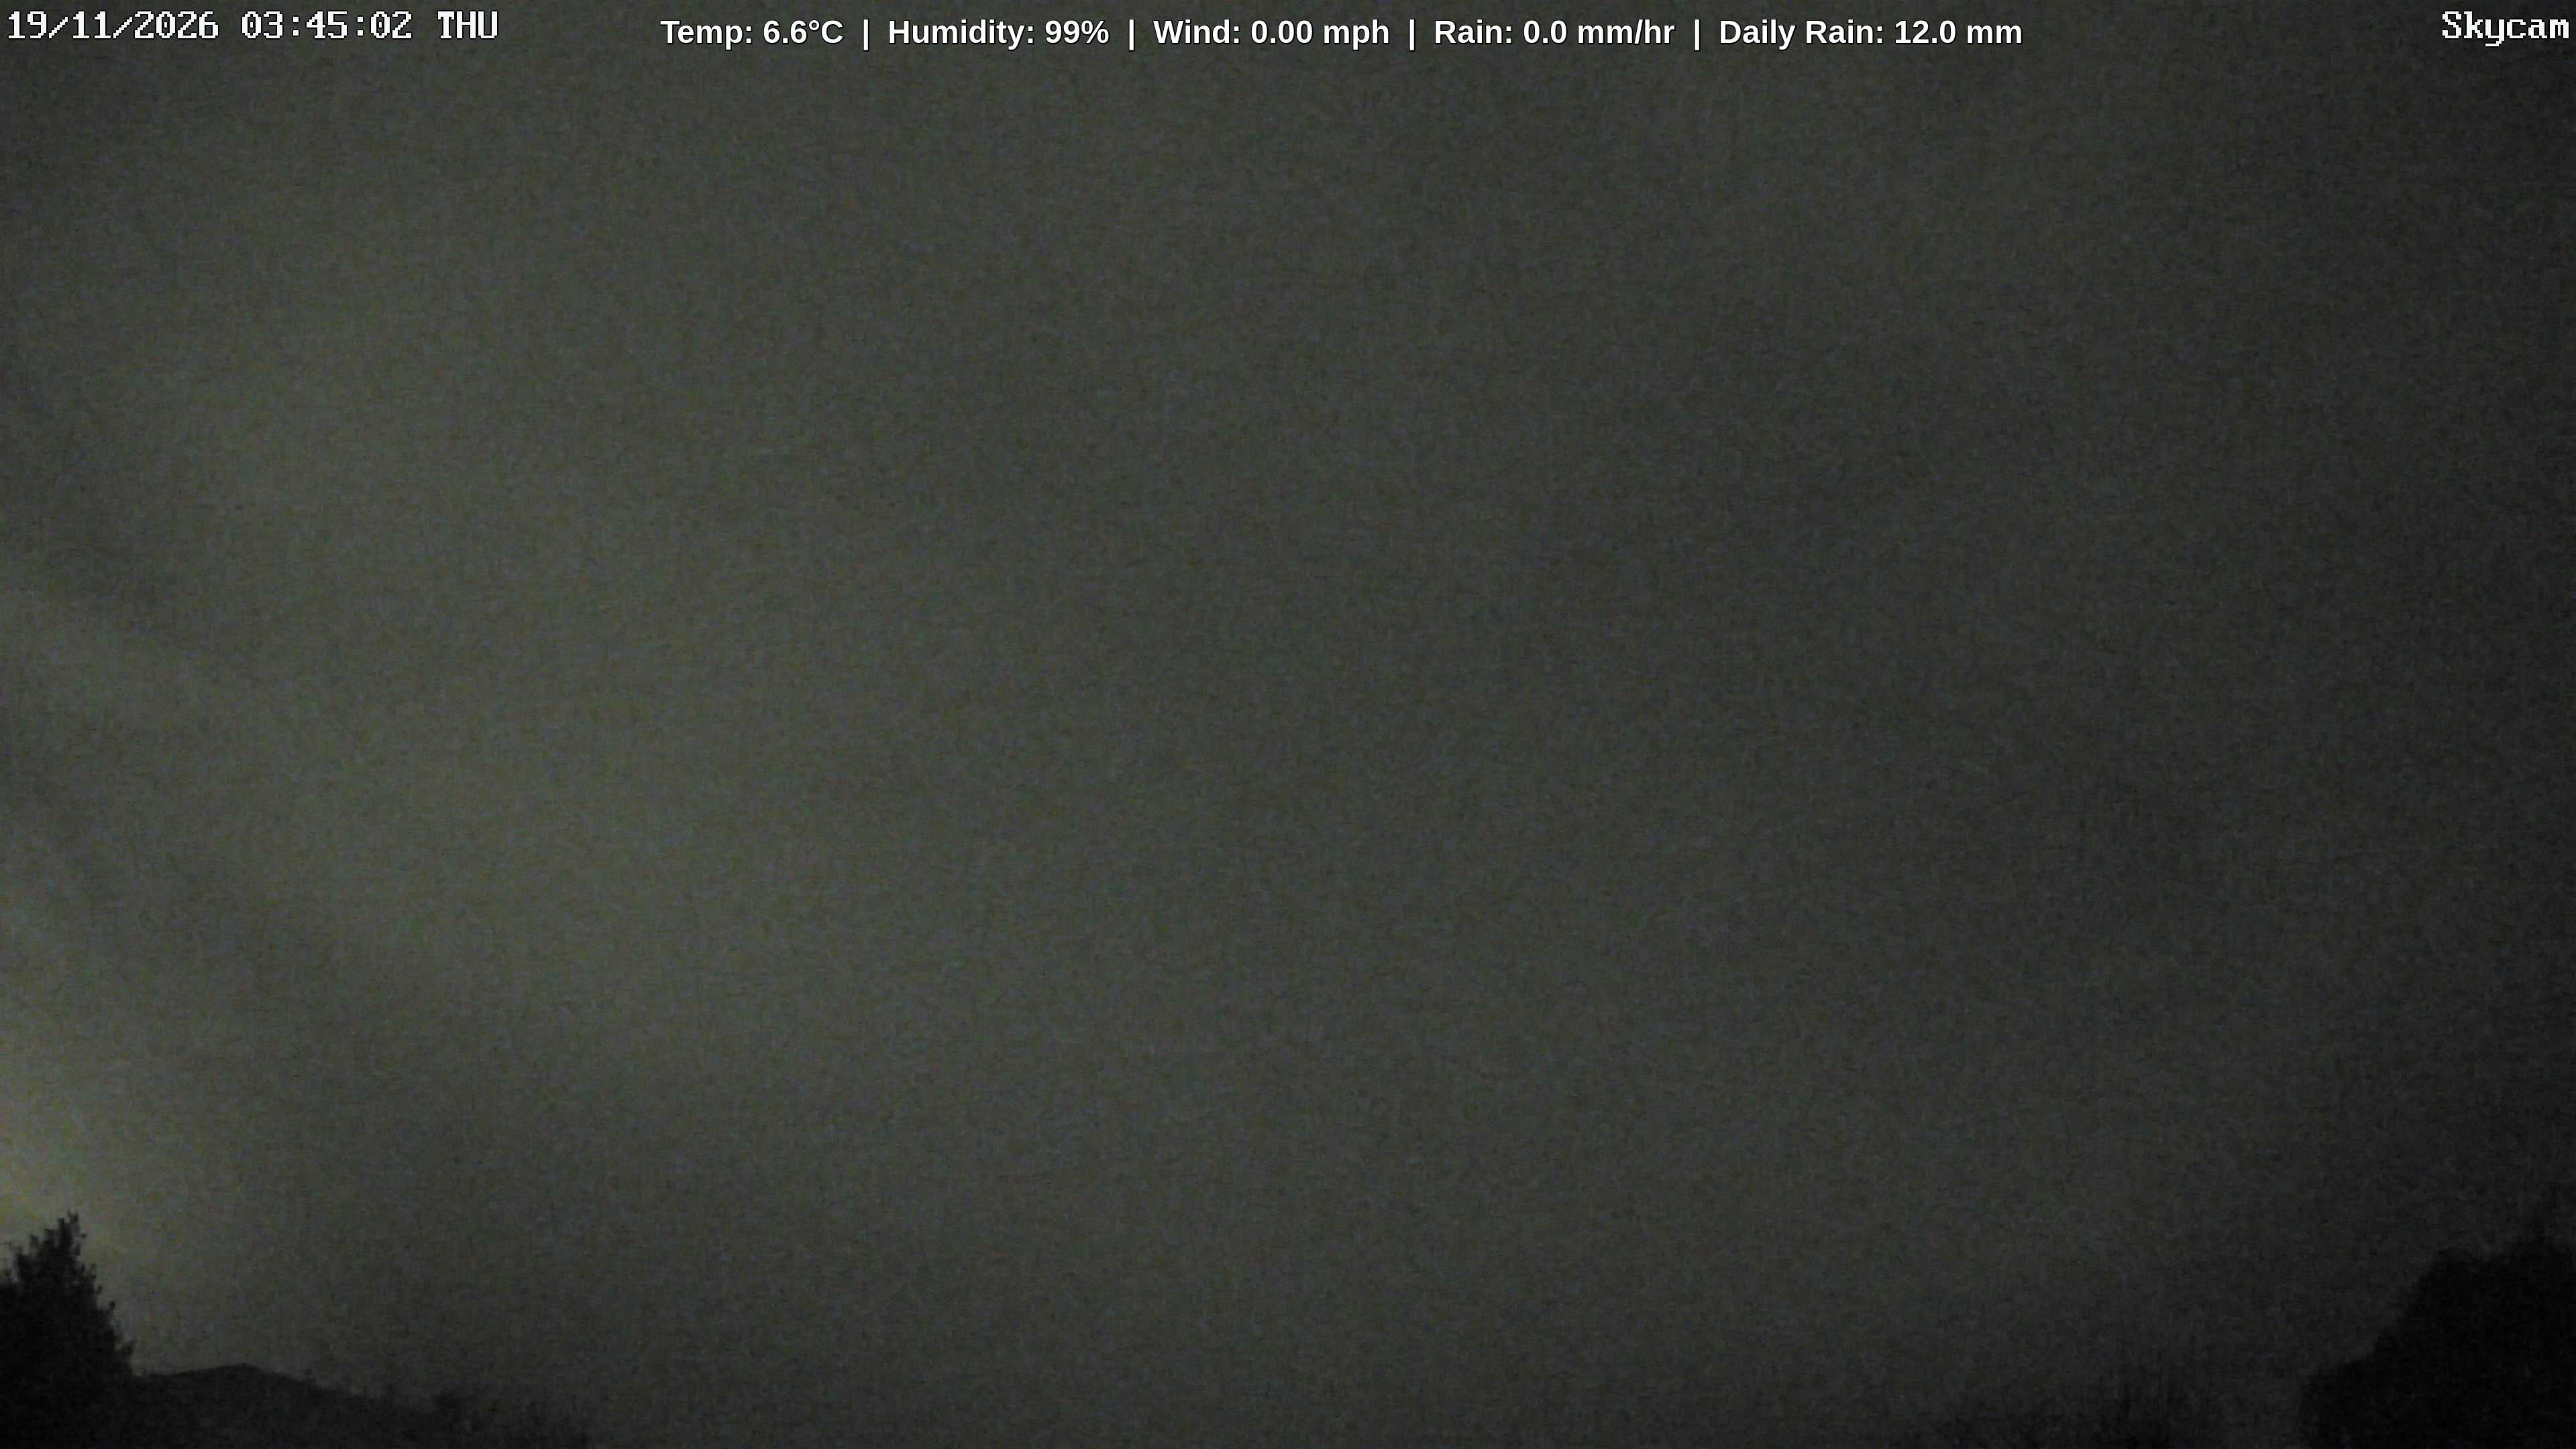 19/11/2026 03:45:02 THU
Temp: 6.6°C | Humidity: 99% | Wind: 0.00 mph | Rain: 0.0 mm/hr | Daily Rain: 12.0 mm
Skycam